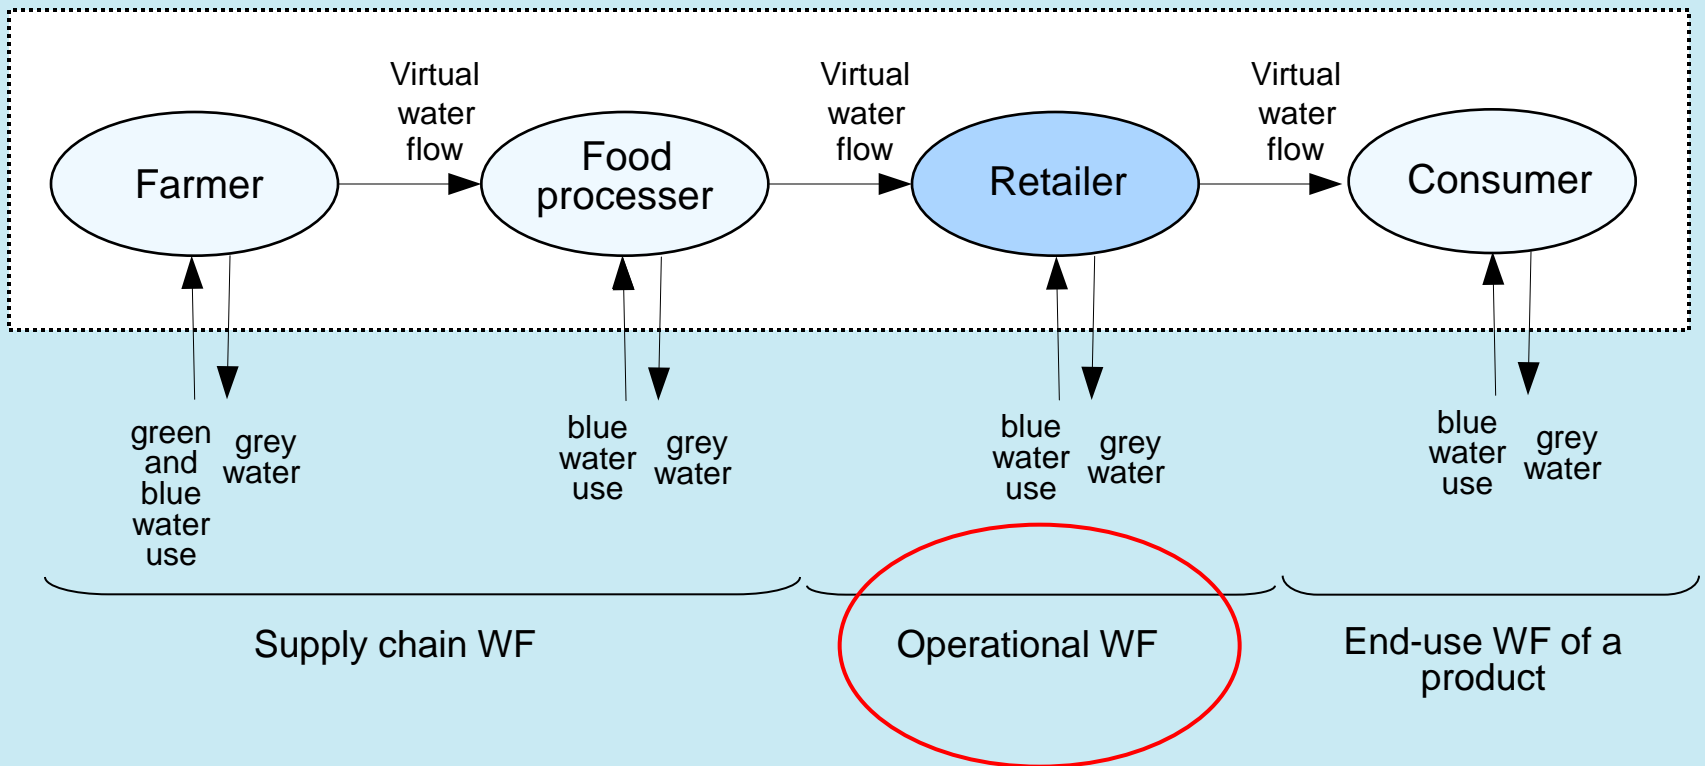 Virtual
water
flow
Virtual
water
flow
Virtual
water
flow
Farmer
Food
processer
Retailer
Consumer
green
and
blue
water
use
grey
water
blue
water
use
grey
water
blue
water
use
grey
water
blue
water
use
grey
water
Supply chain WF
Operational WF
End-use WF of a
product